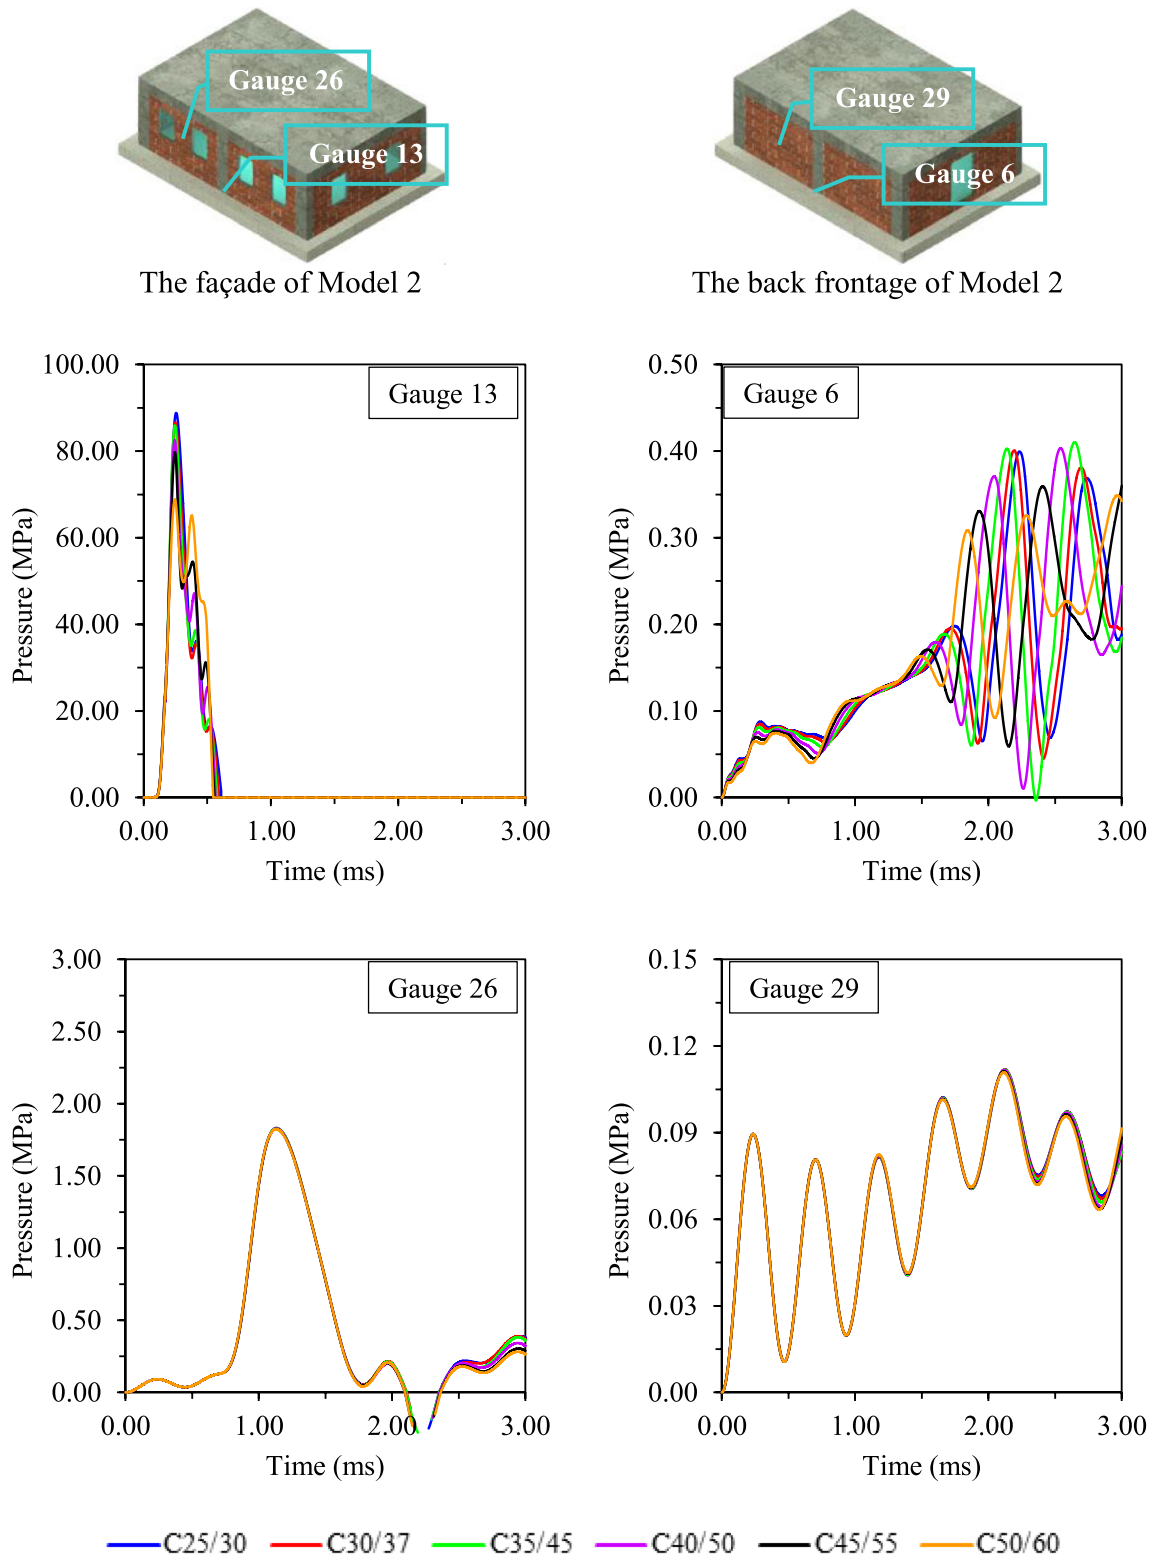 Gauge 26
Gauge 13
The façade of Model 2
Gauge 29
Gauge 6
The back frontage of Model 2
Gauge 13
Pressure (MPa)
100.00
80.00
60.00
40.00
20.00
0.00
0.00 1.00 2.00 3.00
Time (ms)
Gauge 6
Pressure (MPa)
0.50
0.40
0.30
0.20
0.10
0.00
0.00 1.00 2.00 3.00
Time (ms)
Gauge 26
Pressure (MPa)
3.00
2.50
2.00
1.50
1.00
0.50
0.00
0.00 1.00 2.00 3.00
Time (ms)
Gauge 29
Pressure (MPa)
0.15
0.12
0.09
0.06
0.03
0.00
0.00 1.00 2.00 3.00
Time (ms)
C25/30 C30/37 C35/45 C40/50 C45/55 C50/60